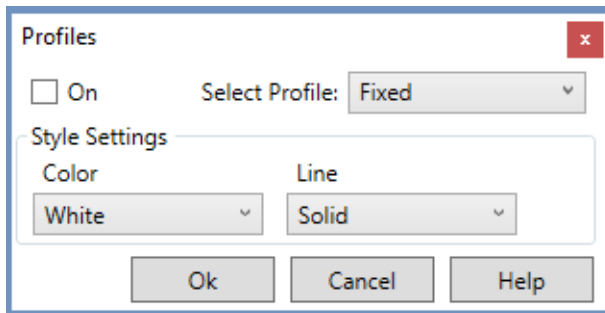 Profiles x
On Select Profile: Fixed
Style Settings
Color Line
White Solid
Ok Cancel Help